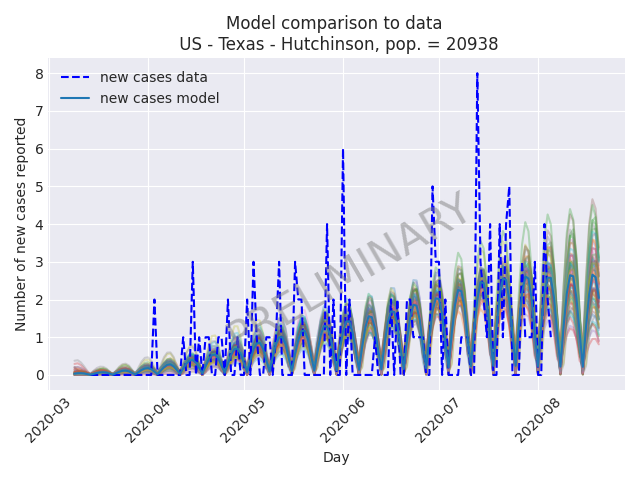 Model comparison to data
US - Texas - Hutchinson, pop. = 20938
new cases data
new cases model
PRELIMINARY
Number of new cases reported
8
7
6
5
4
3
2
1
0
2020-03
2020-04
2020-05
2020-06
2020-07
2020-08
Day